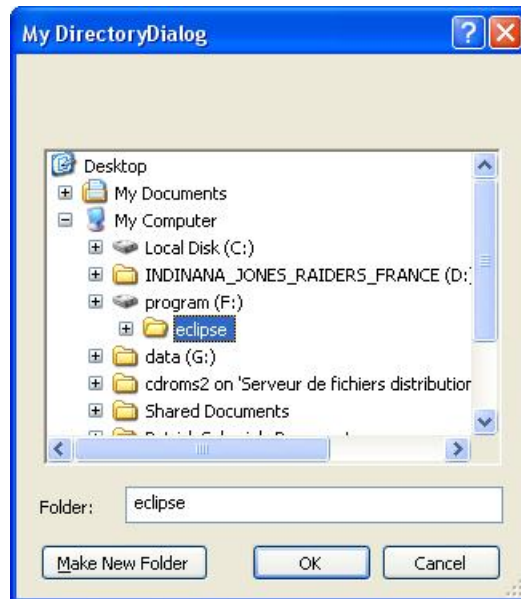 My DirectoryDialog
Desktop
My Documents
My Computer
Local Disk (C:)
INDINANA_JONES_RAIDERS_FRANCE (D:
program (F:)
eclipse
data (G:)
cdroms2 on 'Serveur de fichiers distribution
Shared Documents
Folder: eclipse
Make New Folder OK Cancel